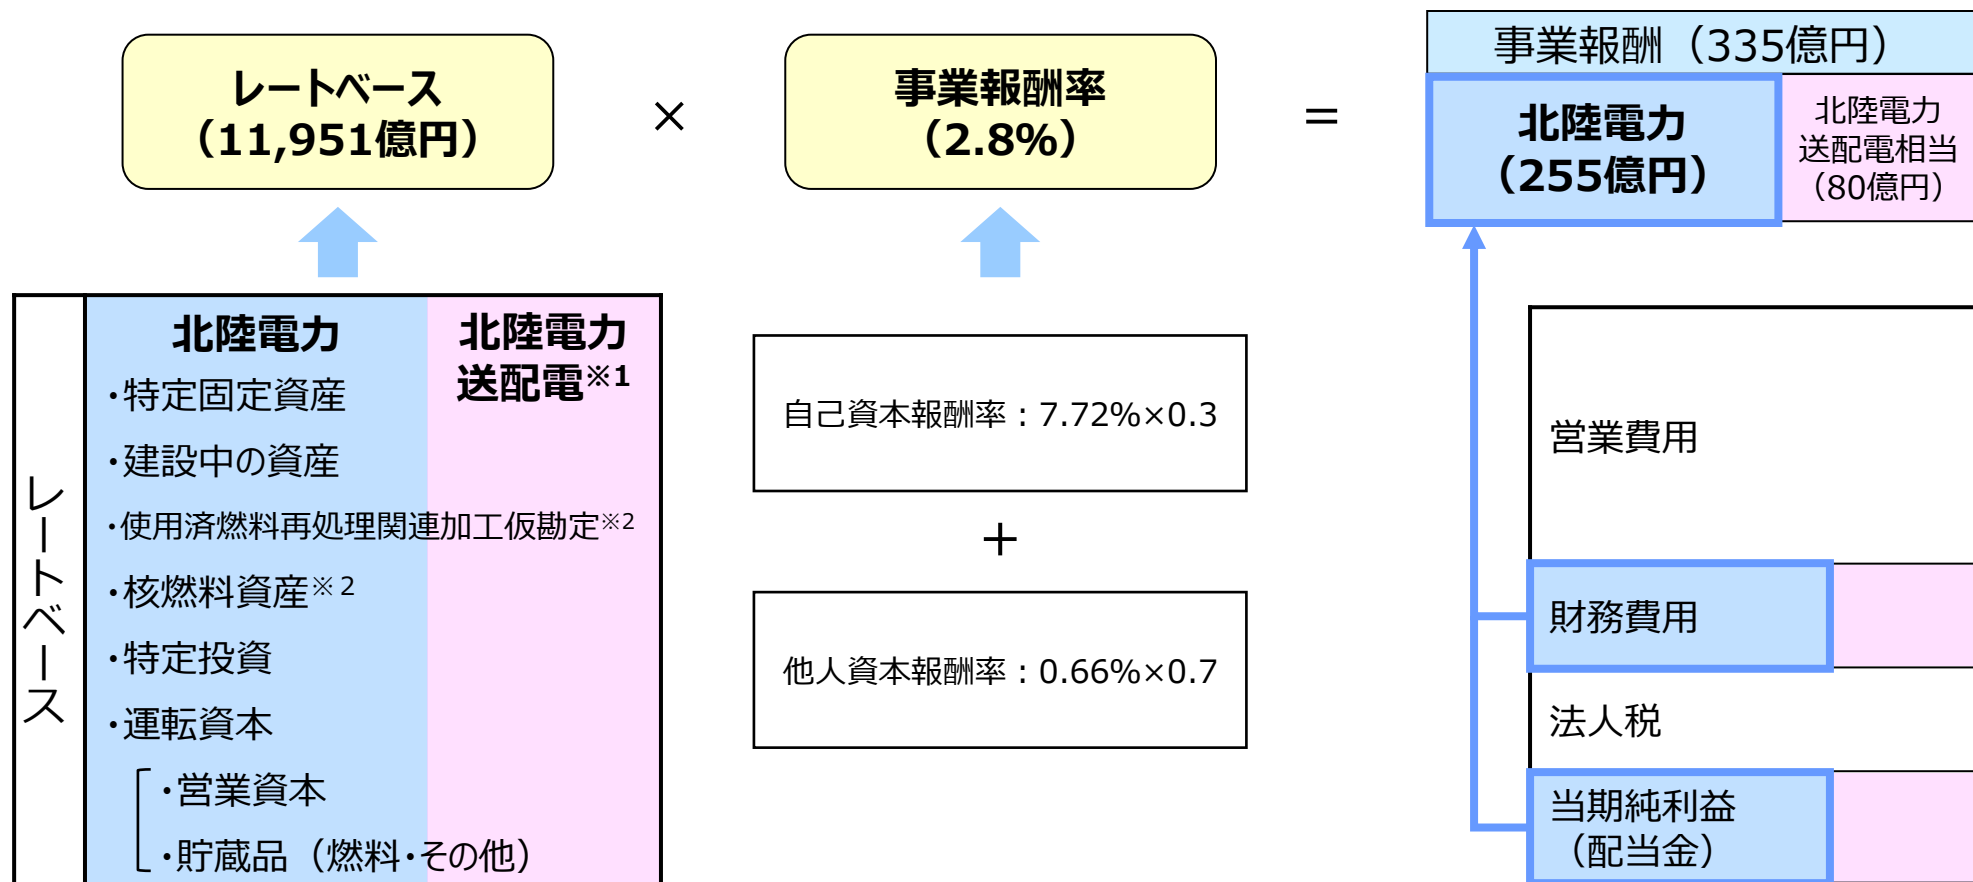 レートベース
（11,951億円）
×
事業報酬率
（2.8%）
＝
事業報酬（335億円）
北陸電力
（255億円）
北陸電力
送配電相当
（80億円）
レートベース
北陸電力
・特定固定資産
・建設中の資産
・使用済燃料再処理関連加工仮勘定※2
・核燃料資産※2
・特定投資
・運転資本
・営業資本
・貯蔵品（燃料・その他）
北陸電力
送配電※1
自己資本報酬率：7.72%×0.3
＋
他人資本報酬率：0.66%×0.7
営業費用
財務費用
法人税
当期純利益
（配当金）